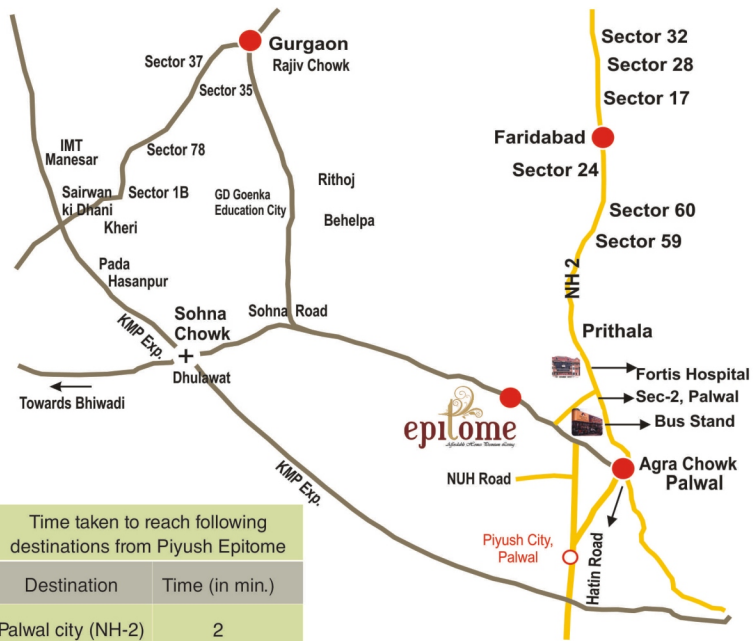 Sector 32
Gurgaon
Sector 28
Sector 37
Rajiv Chowk
Sector 35
Sector 17
Faridabad
IMT
Manesar
Sector 78
Sector 24
Rithoj
Sairwan
ki Dhani
Sector 1B
GD Goenka
Education City
Sector 60
Behelpa
Kheri
Sector 59
Pada
Hasanpur
NH 2
Sohna
Chowk
Sohna Road
KMP Exp.
Prithala
Dhulawat
Fortis Hospital
Towards Bhiwadi
Sec-2, Palwal
epitome
Affordable Home Premium Living
Bus Stand
Agra Chowk
Palwal
KMP Exp.
NUH Road
Piyush City,
Palwal
Hatin Road
Time taken to reach following
destinations from Piyush Epitome
Destination Time (in min.)
Palwal city (NH-2) 2